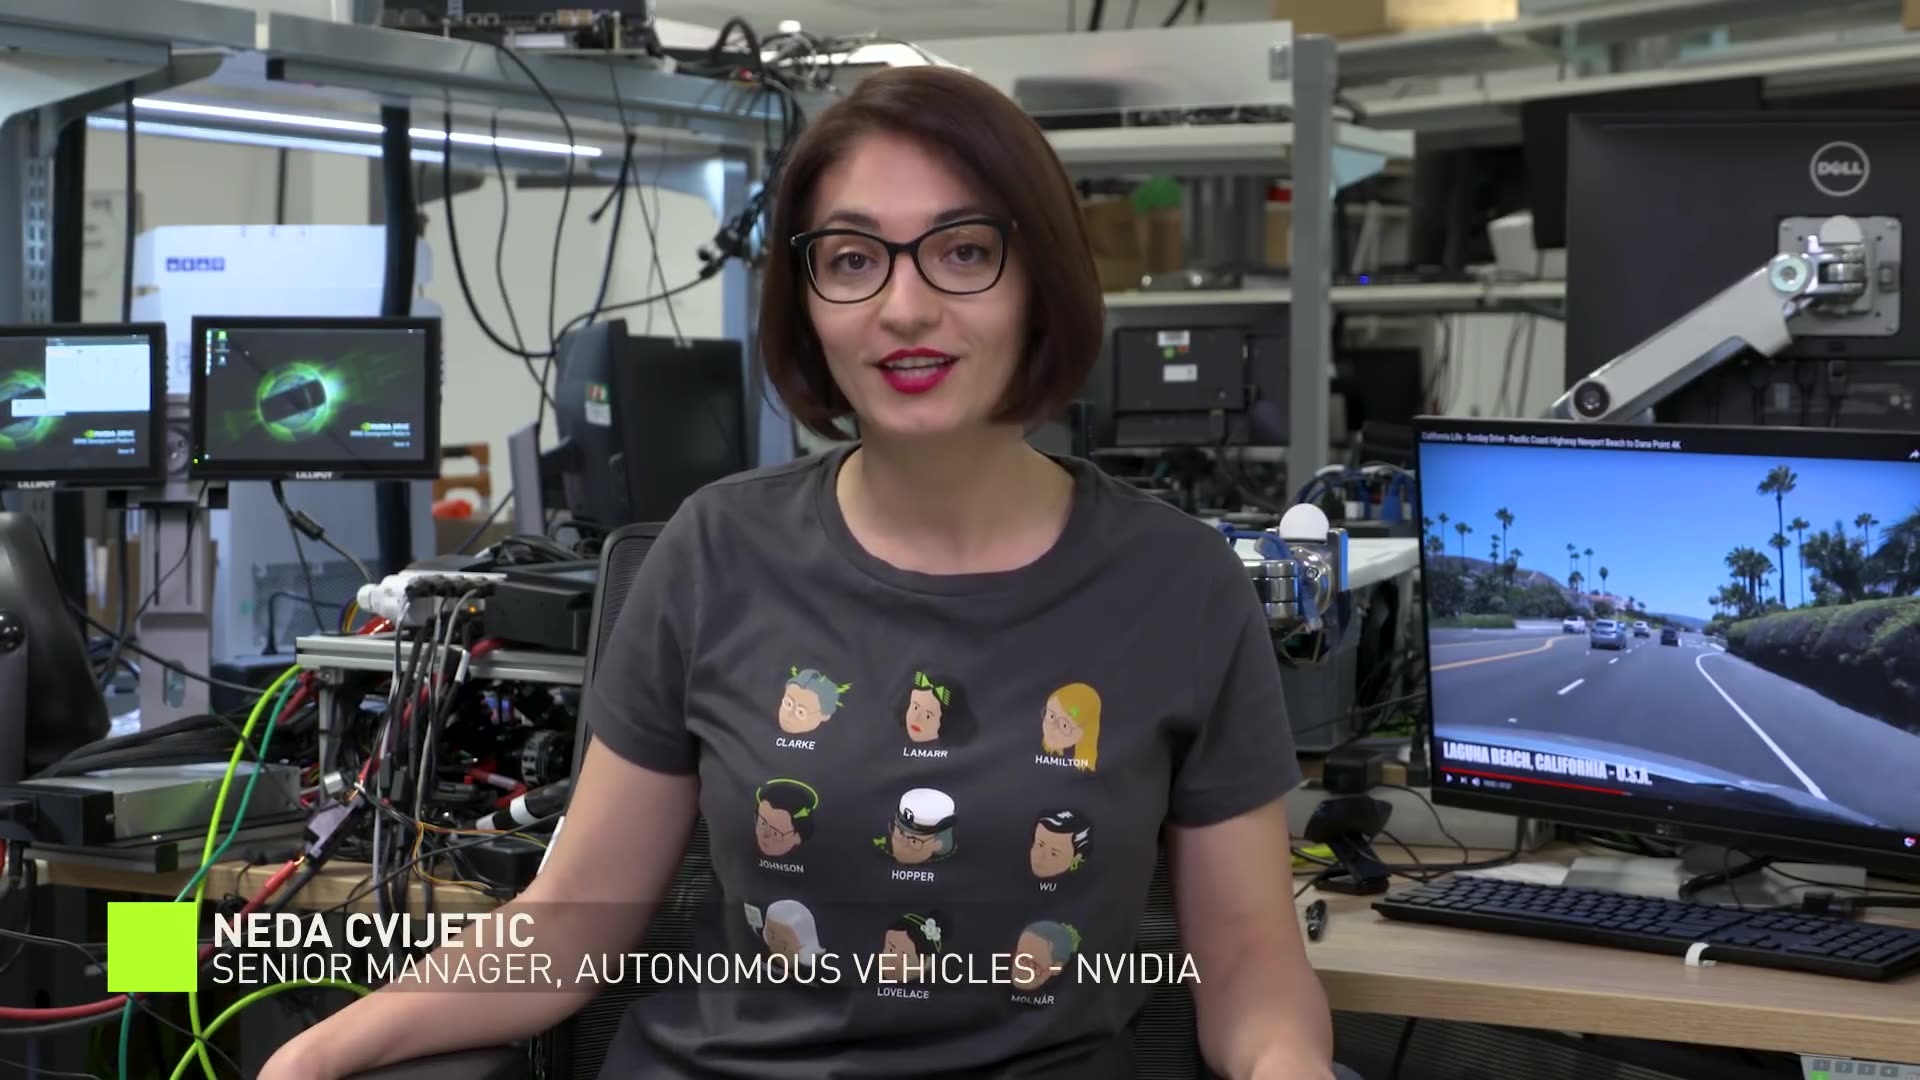 DELL
California Life - Sunday Drive - Pacific Coast Highway Newport Beach to Dana Point 4K
NVIDIA DRIVE
NVIDIA DRIVE
LILLIPUT
LILLIPUT
CLARKE
LAMARR
HAMILTON
LAGUNA BEACH, CALIFORNIA - U.S.A.
JOHNSON
HOPPER
WU
NEDA CVIJETIC
SENIOR MANAGER, AUTONOMOUS VEHICLES - NVIDIA
LOVELACE
MOLNÁR